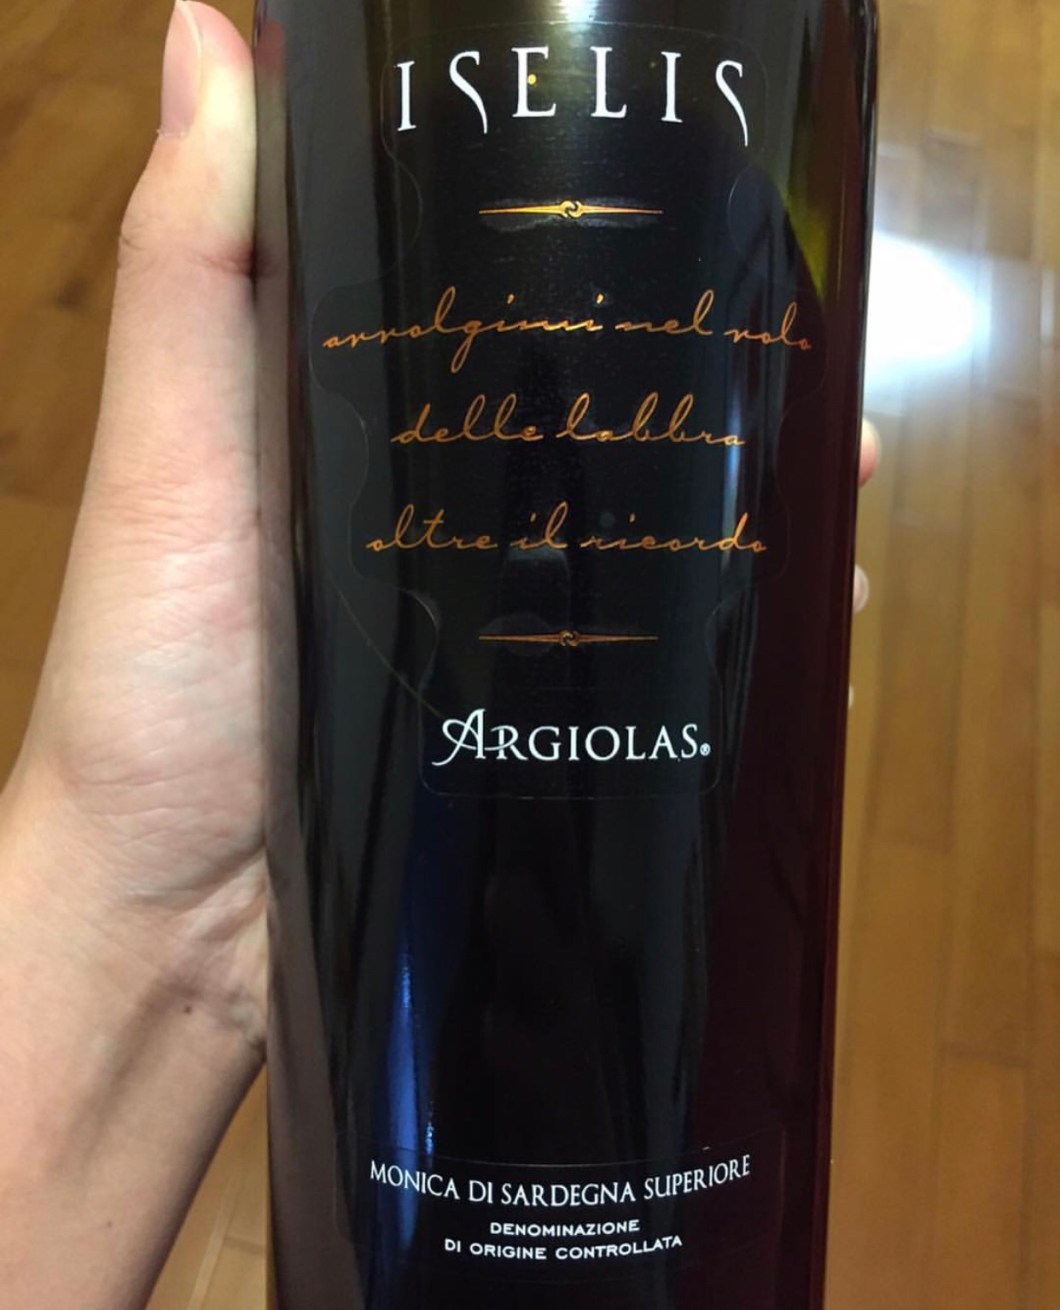 ISELIS
avvolgimi nel volo
delle labbra
oltre il ricordo
ARGIOLAS®
MONICA DI SARDEGNA SUPERIORE
DENOMINAZIONE
DI ORIGINE CONTROLLATA